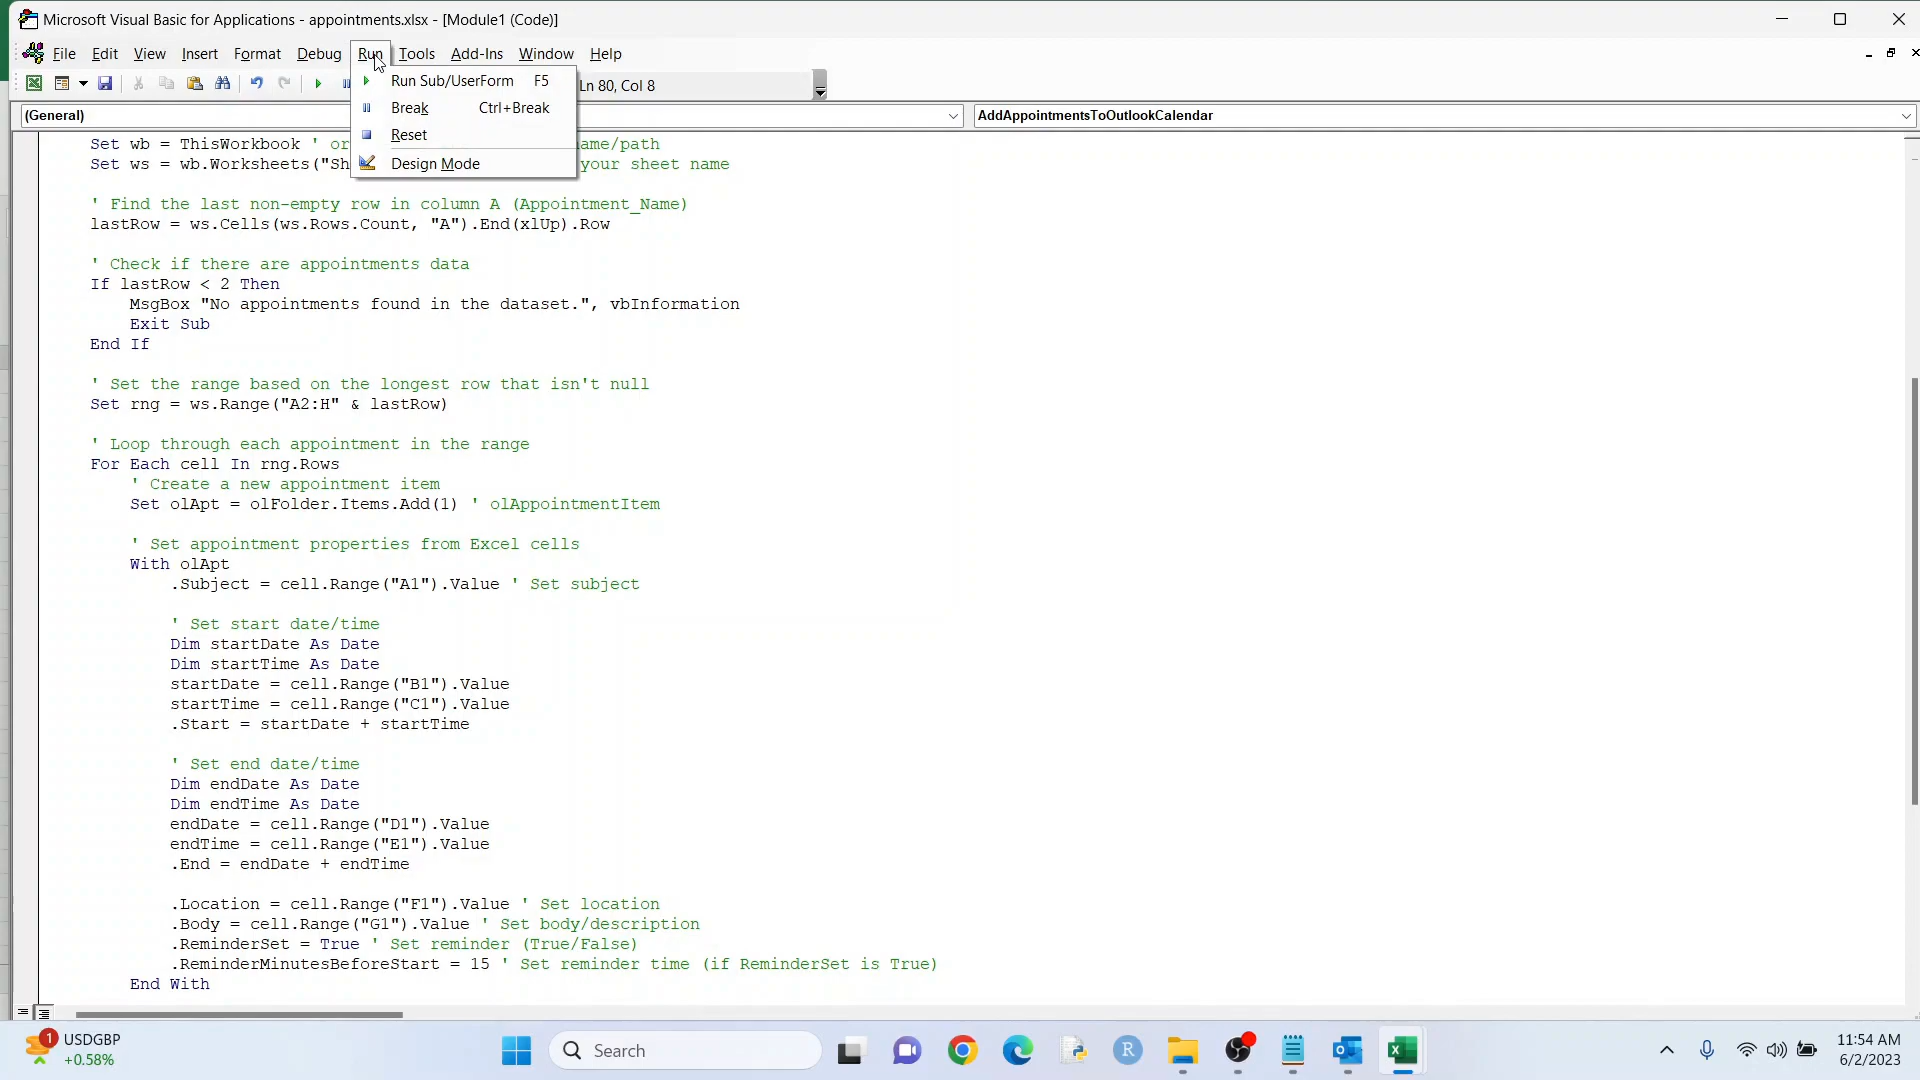 Microsoft Visual Basic for Applications - appointments.xlsx - [Module1 (Code)]
File Edit View Insert Format Debug Run Tools Add-Ins Window Help
Ln 80, Col 8
Run Sub/UserForm F5
Break Ctrl+Break
Reset
Design Mode
(General)
AddAppointmentsToOutlookCalendar
Set wb = ThisWorkbook ' or ame/path
Set ws = wb.Worksheets("Sh your sheet name
' Find the last non-empty row in column A (Appointment_Name)
lastRow = ws.Cells(ws.Rows.Count, "A").End(xlUp).Row
' Check if there are appointments data
If lastRow < 2 Then
MsgBox "No appointments found in the dataset.", vbInformation
Exit Sub
End If
' Set the range based on the longest row that isn't null
Set rng = ws.Range("A2:H" & lastRow)
' Loop through each appointment in the range
For Each cell In rng.Rows
' Create a new appointment item
Set olApt = olFolder.Items.Add(1) ' olAppointmentItem
' Set appointment properties from Excel cells
With olApt
.Subject = cell.Range("A1").Value ' Set subject
' Set start date/time
Dim startDate As Date
Dim startTime As Date
startDate = cell.Range("B1").Value
startTime = cell.Range("C1").Value
.Start = startDate + startTime
' Set end date/time
Dim endDate As Date
Dim endTime As Date
endDate = cell.Range("D1").Value
endTime = cell.Range("E1").Value
.End = endDate + endTime
.Location = cell.Range("F1").Value ' Set location
.Body = cell.Range("G1").Value ' Set body/description
.ReminderSet = True ' Set reminder (True/False)
.ReminderMinutesBeforeStart = 15 ' Set reminder time (if ReminderSet is True)
End With
1
USDGBP
+0.58%
Search
R
11:54 AM
6/2/2023